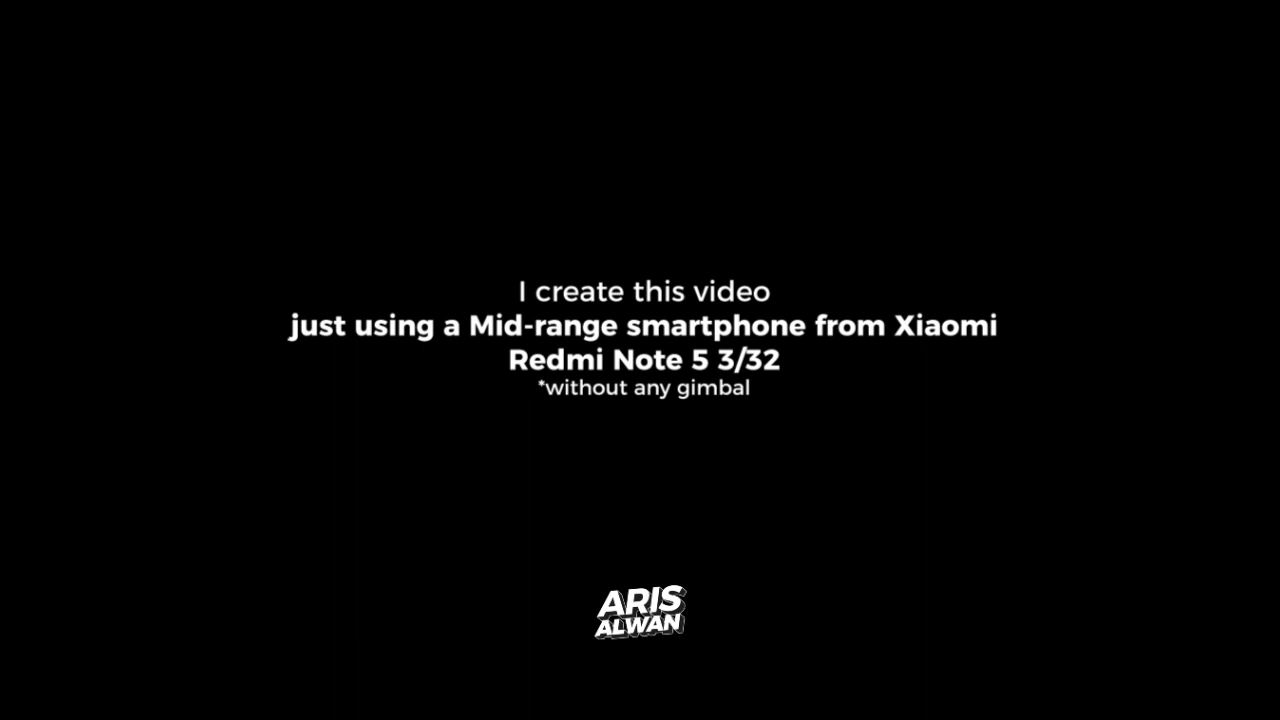 I create this video
just using a Mid-range smartphone from Xiaomi
Redmi Note 5 3/32
*without any gimbal
ARIS
ALWAN